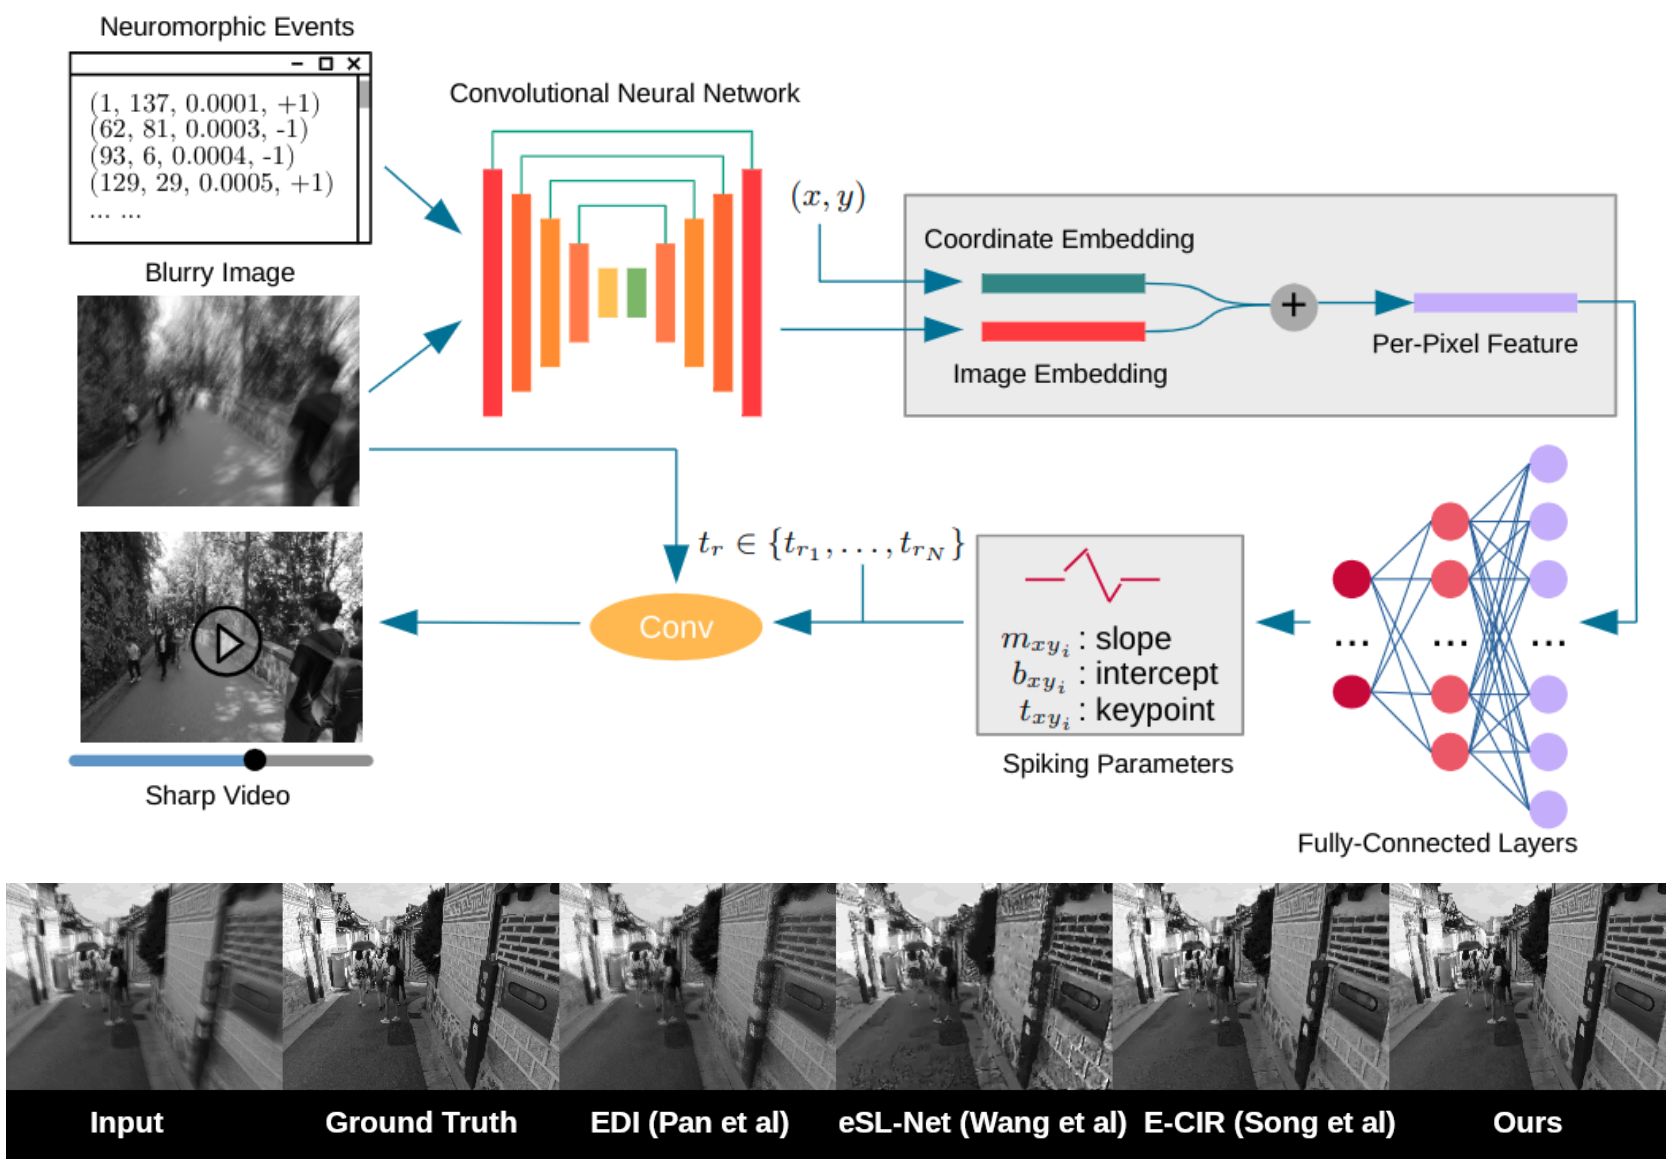 Neuromorphic Events
(1, 137, 0.0001, +1)
(62, 81, 0.0003, -1)
(93, 6, 0.0004, -1)
(129, 29, 0.0005, +1)
... ...
Blurry Image
Convolutional Neural Network
(x, y)
Coordinate Embedding
+
Image Embedding
Per-Pixel Feature
t_r ∈ {t_{r_1}, ..., t_{r_N}}
Conv
m_{xy_i} : slope
b_{xy_i} : intercept
t_{xy_i} : keypoint
Spiking Parameters
... ... ...
Fully-Connected Layers
Sharp Video
Input
Ground Truth
EDI (Pan et al)
eSL-Net (Wang et al)
E-CIR (Song et al)
Ours